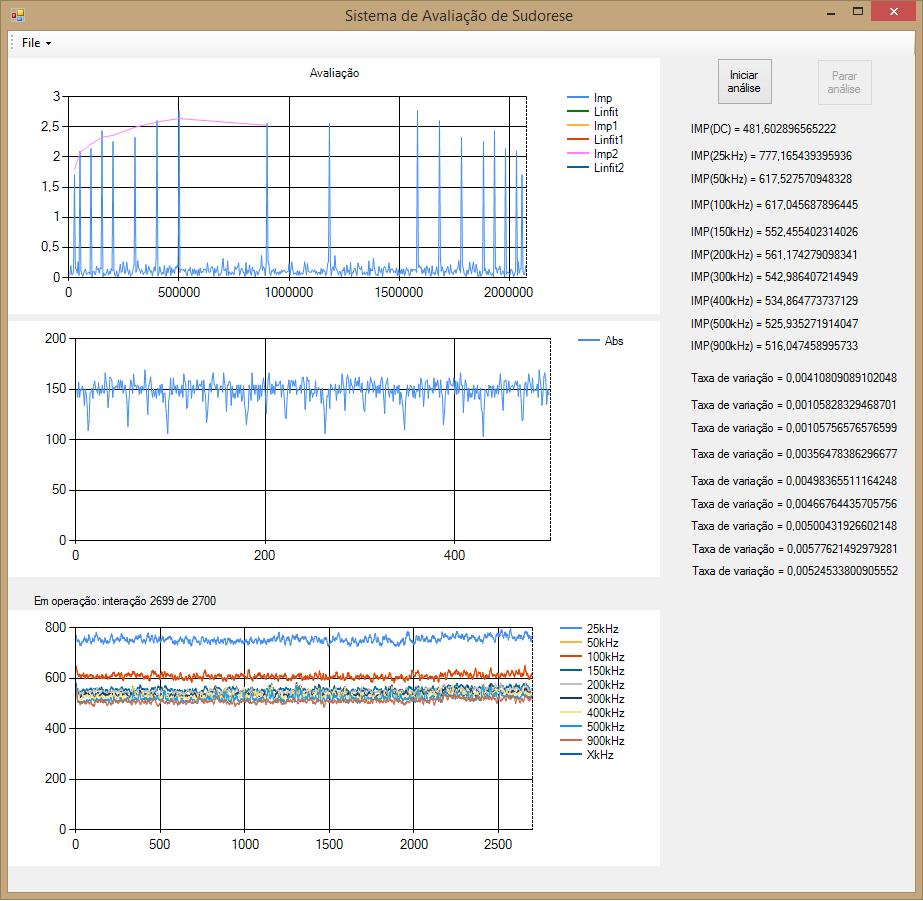 Sistema de Avaliação de Sudorese
File
Avaliação
3
2,5
2
1,5
1
0,5
0
0
500000
1000000
1500000
2000000
Imp
Linfit
Imp1
Linfit1
Imp2
Linfit2
200
150
100
50
0
0
200
400
Abs
Em operação: interação 2699 de 2700
800
600
400
200
0
0
500
1000
1500
2000
2500
25kHz
50kHz
100kHz
150kHz
200kHz
300kHz
400kHz
500kHz
900kHz
XkHz
Iniciar
análise
Parar
análise
IMP(DC) = 481,602896565222
IMP(25kHz) = 777,165439395936
IMP(50kHz) = 617,527570948328
IMP(100kHz) = 617,045687896445
IMP(150kHz) = 552,455402314026
IMP(200kHz) = 561,174279098341
IMP(300kHz) = 542,986407214949
IMP(400kHz) = 534,864773737129
IMP(500kHz) = 525,935271914047
IMP(900kHz) = 516,047458995733
Taxa de variação = 0,00410809089102048
Taxa de variação = 0,00105828329468701
Taxa de variação = 0,00105756576576599
Taxa de variação = 0,00356478386296677
Taxa de variação = 0,00498365511164248
Taxa de variação = 0,00466764435705756
Taxa de variação = 0,00500431926602148
Taxa de variação = 0,00577621492979281
Taxa de variação = 0,00524533800905552